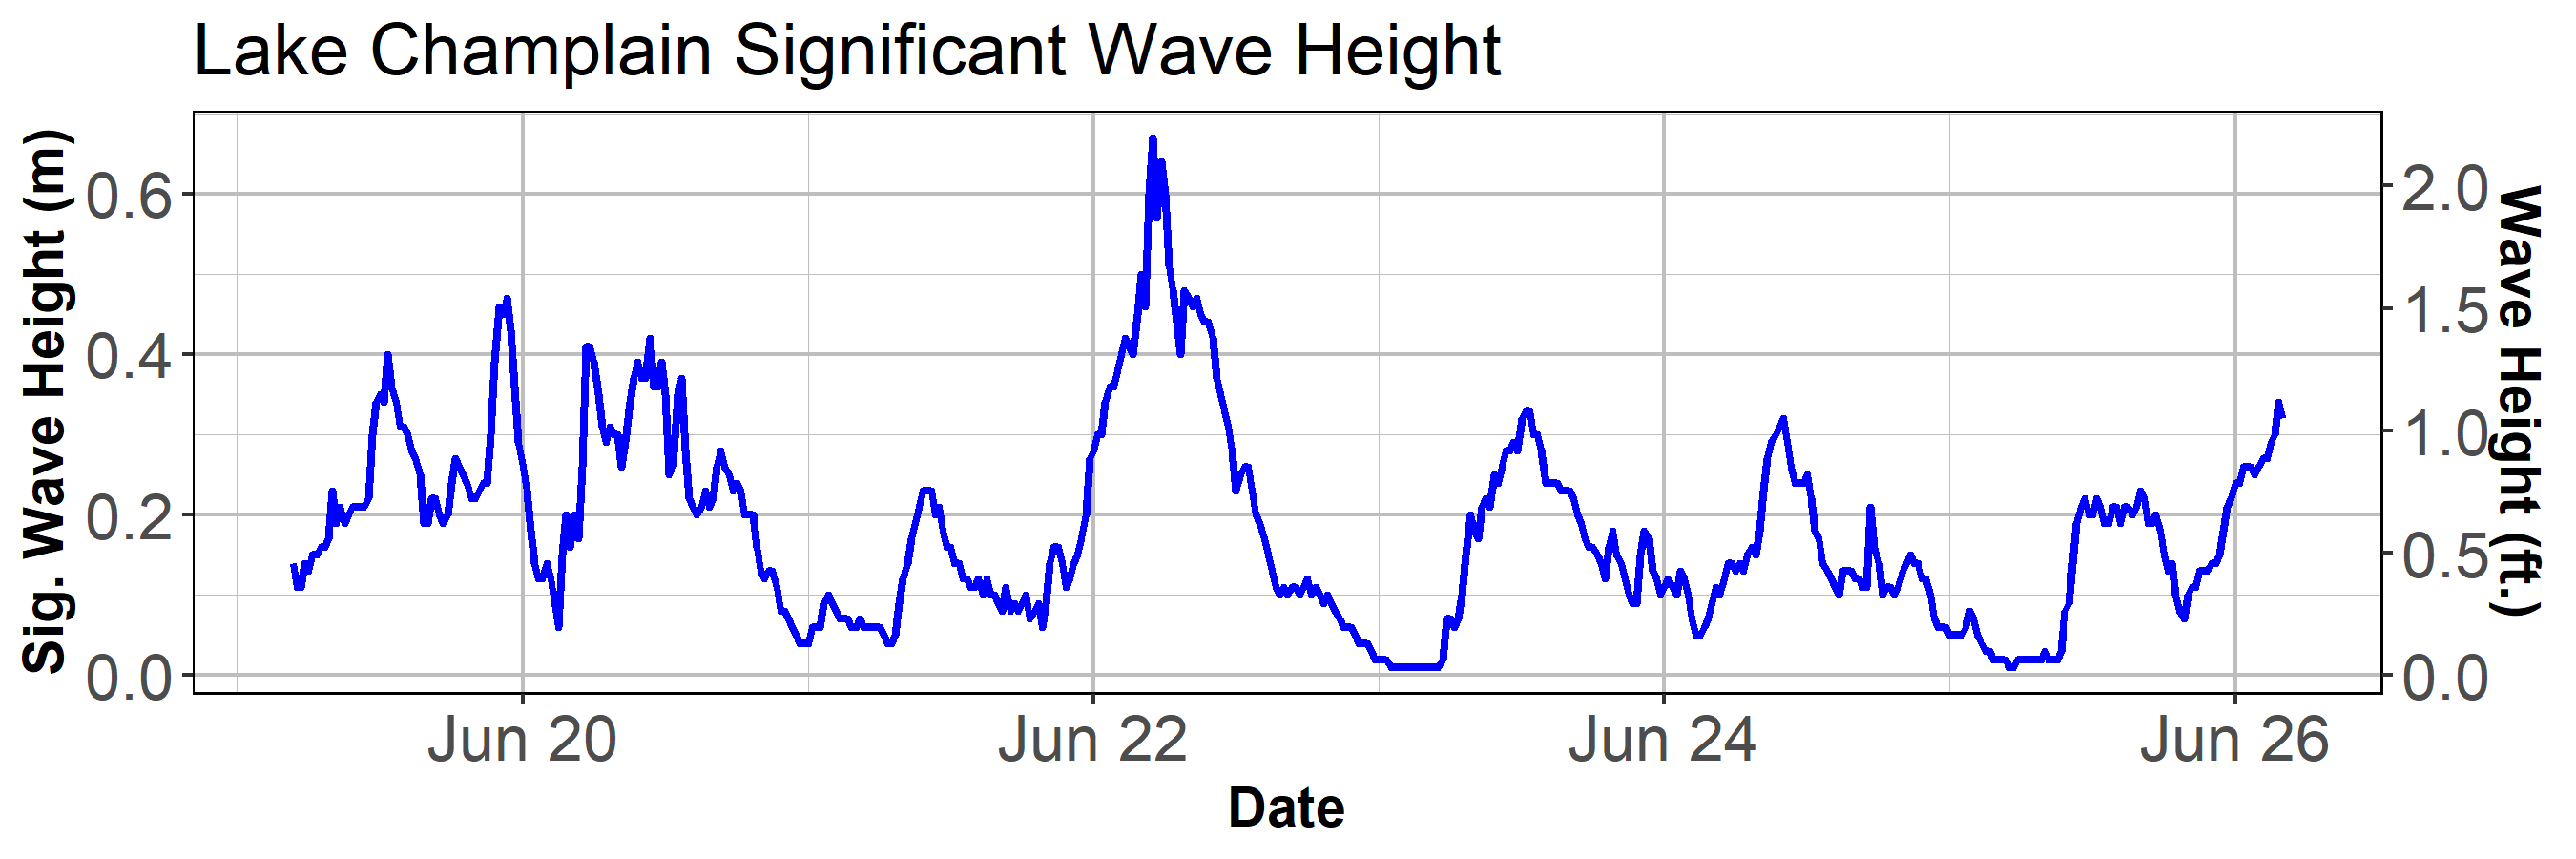 Lake Champlain Significant Wave Height
Sig. Wave Height (m)
0.6
0.4
0.2
0.0
2.0
1.5
1.0
0.5
0.0
Wave Height (ft.)
Jun 20
Jun 22
Jun 24
Jun 26
Date